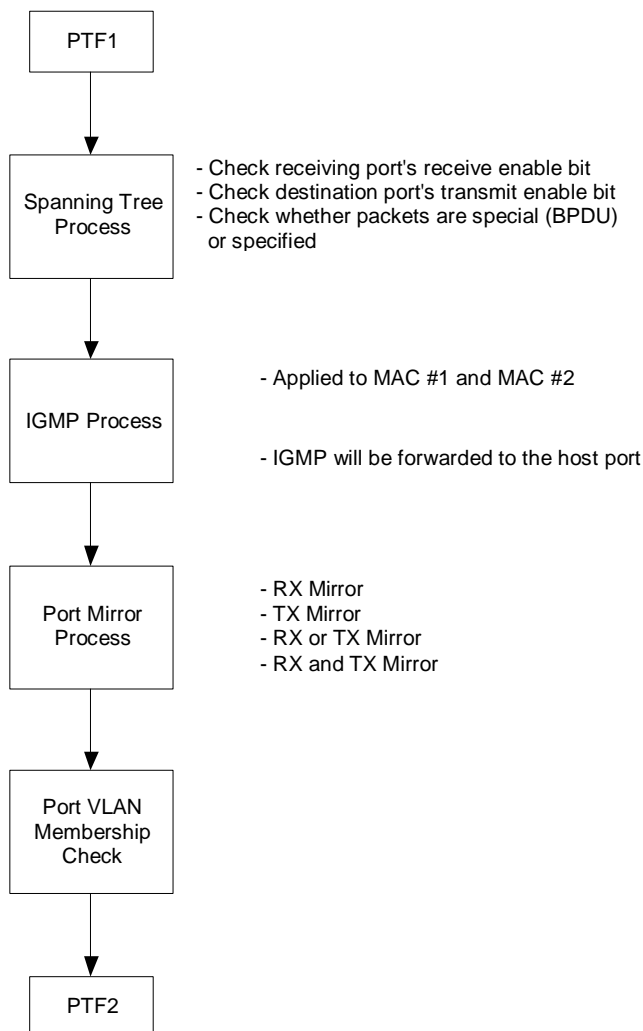 PTF1
Spanning Tree
Process
- Check receiving port's receive enable bit
- Check destination port's transmit enable bit
- Check whether packets are special (BPDU)
or specified
IGMP Process
- Applied to MAC #1 and MAC #2
- IGMP will be forwarded to the host port
Port Mirror
Process
- RX Mirror
- TX Mirror
- RX or TX Mirror
- RX and TX Mirror
Port VLAN
Membership
Check
PTF2